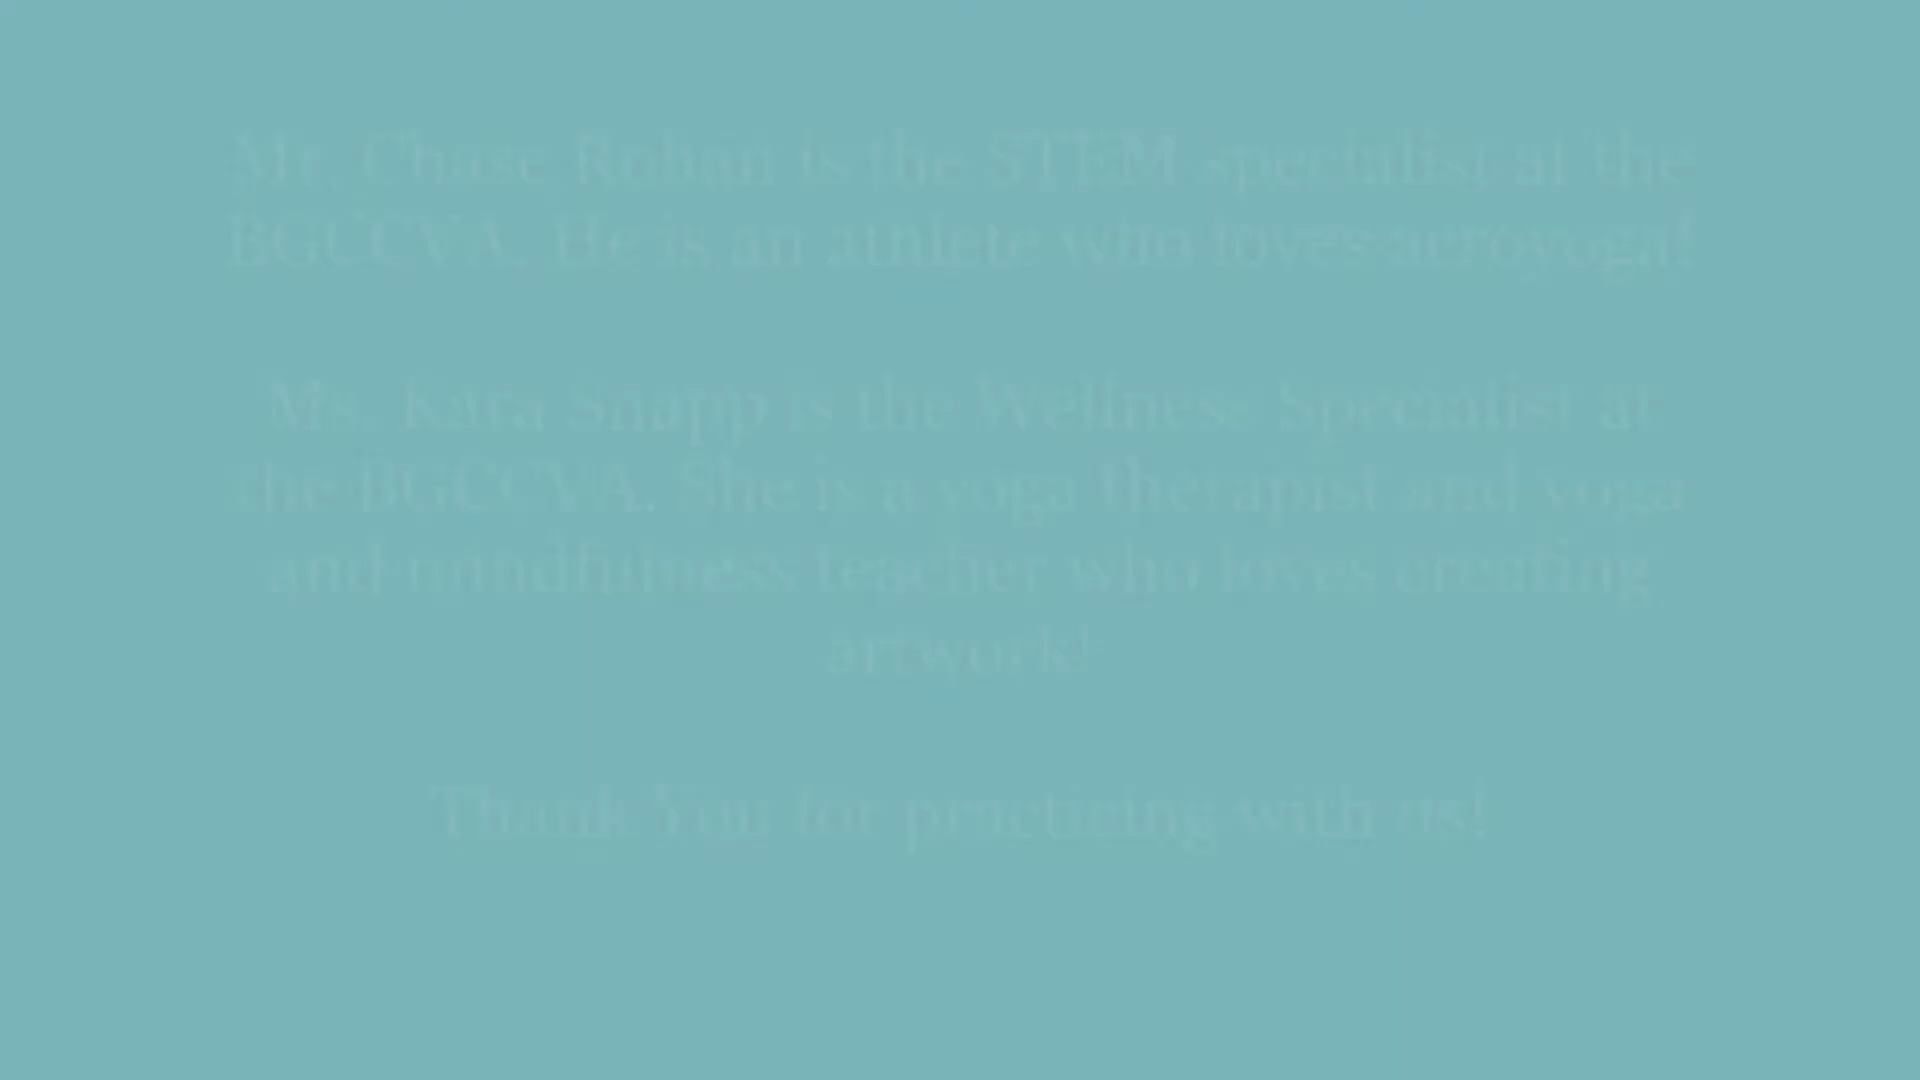 Mr. Chase Rohan is the STEM specialist at the
BGCCVA. He is an athlete who loves acroyoga!
Ms. Kara Snapp is the Wellness Specialist at
the BGCCVA. She is a yoga therapist and yoga
and mindfulness teacher who loves creating
artwork!
Thank You for practicing with us!